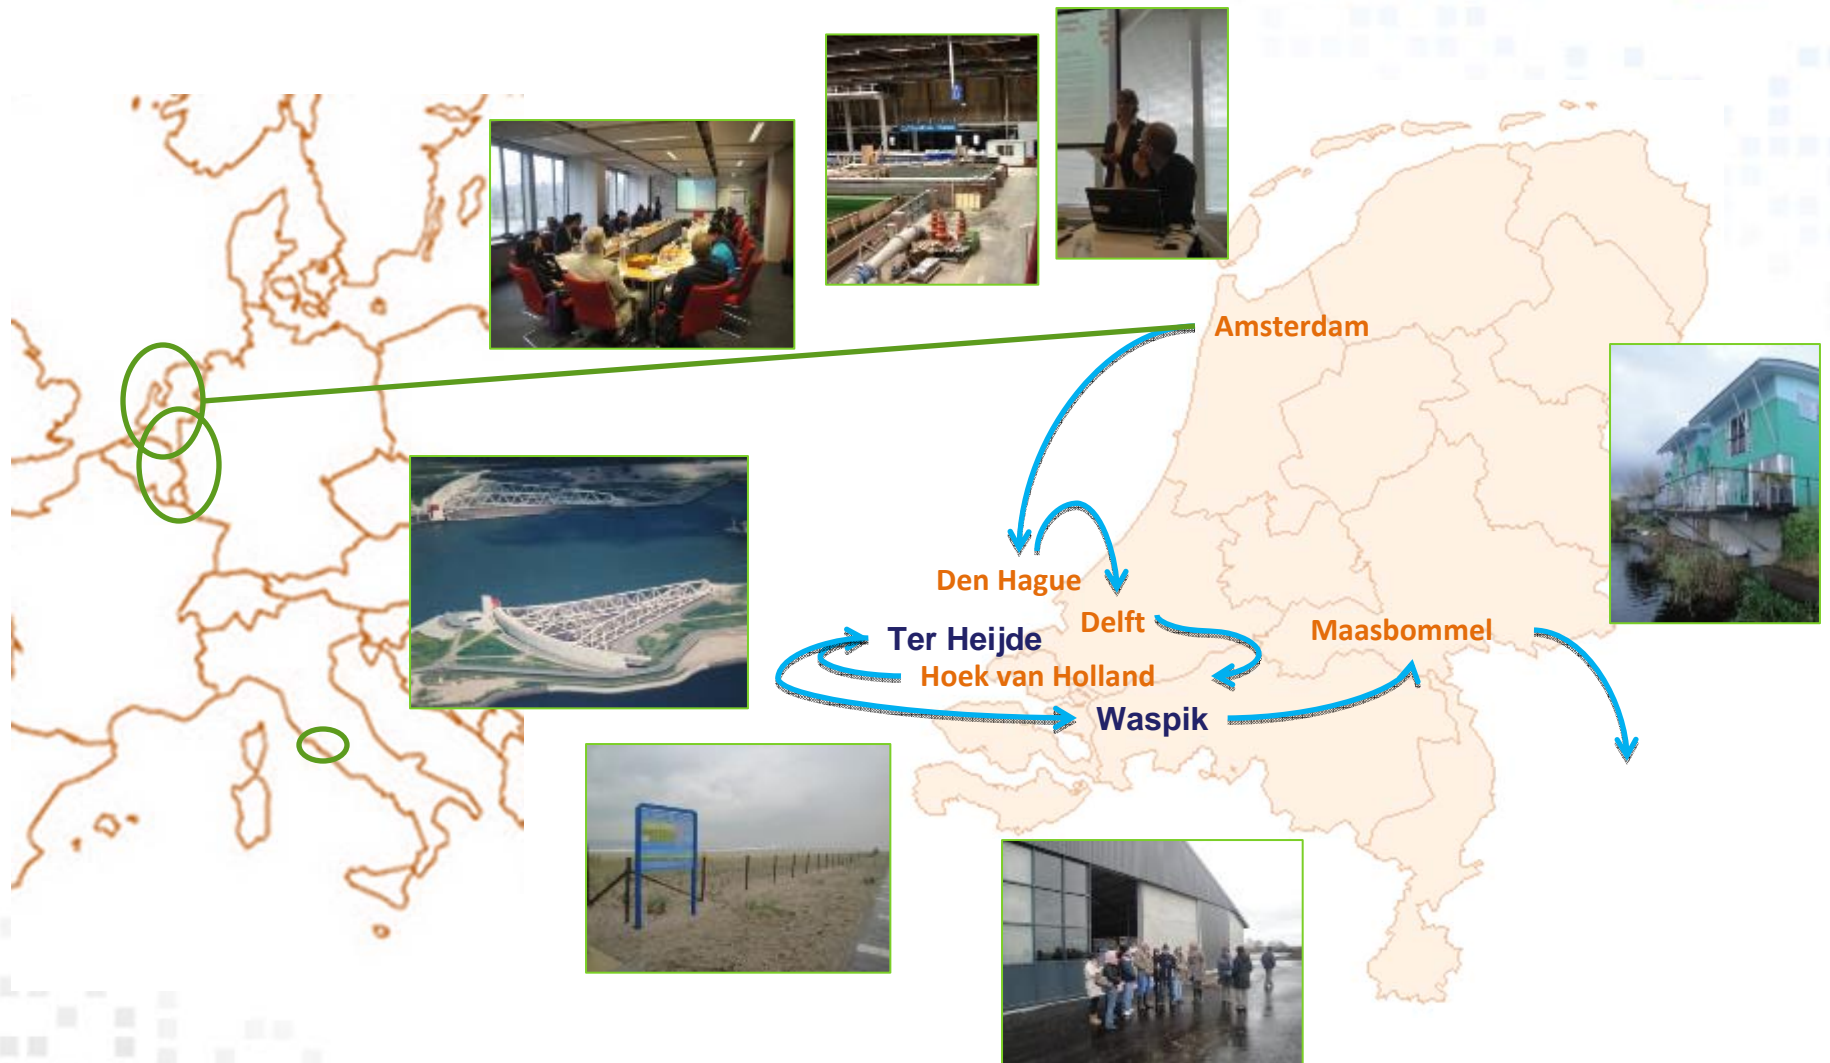 Amsterdam
Den Hague
Delft
Maasbommel
Ter Heijde
Hoek van Holland
Waspik